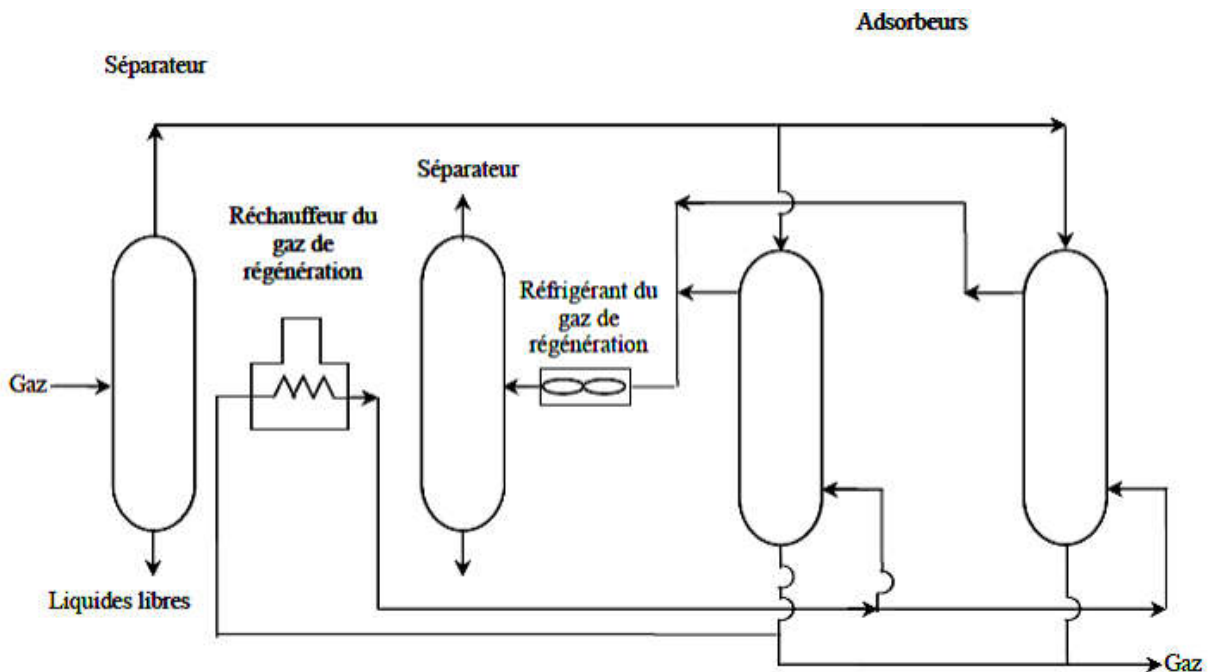 Adsorbeurs
Séparateur
Séparateur
Réchauffeur du
gaz de
régénération
Réfrigérant du
gaz de
régénération
Gaz
Liquides libres
Gaz